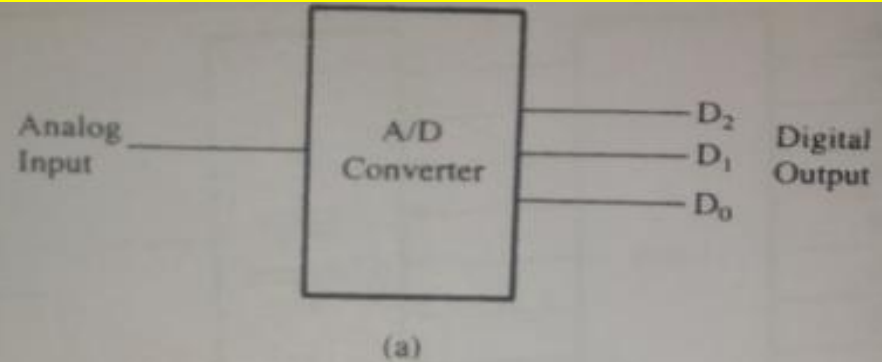 Analog
Input
A/D
Converter
D₂
D₁
D₀
Digital
Output
(a)